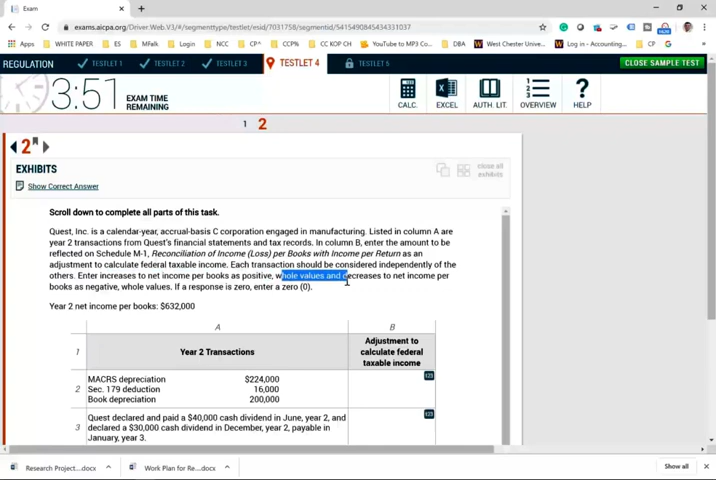 Exam
exams.aicpa.org/Driver.Web.V3/#/segmenttype/testlet/esid/7031758/segmentid/5415490845434331037
Apps WHITE PAPER ES MFalk Login NCC CP^ CCP% CC KOP CH YouTube to MP3 Co... DBA West Chester Unive... Log in - Accounting... CP
REGULATION TESTLET 1 TESTLET 2 TESTLET 3 TESTLET 4 TESTLET 5 CLOSE SAMPLE TEST
3:51 EXAM TIME REMAINING CALC. EXCEL AUTH. LIT. OVERVIEW HELP
1 2
2
EXHIBITS close all exhibits
Show Correct Answer
Scroll down to complete all parts of this task.
Quest, Inc. is a calendar-year, accrual-basis C corporation engaged in manufacturing. Listed in column A are
year 2 transactions from Quest's financial statements and tax records. In column B, enter the amount to be
reflected on Schedule M-1, Reconciliation of Income (Loss) per Books with Income per Return as an
adjustment to calculate federal taxable income. Each transaction should be considered independently of the
others. Enter increases to net income per books as positive, whole values and decreases to net income per
books as negative, whole values. If a response is zero, enter a zero (0).
Year 2 net income per books: $632,000
A B
1 Year 2 Transactions Adjustment to calculate federal taxable income
MACRS depreciation $224,000 123
2 Sec. 179 deduction 16,000
Book depreciation 200,000
Quest declared and paid a $40,000 cash dividend in June, year 2, and 123
3 declared a $30,000 cash dividend in December, year 2, payable in
January, year 3.
Research Project....docx Work Plan for Re....docx Show all